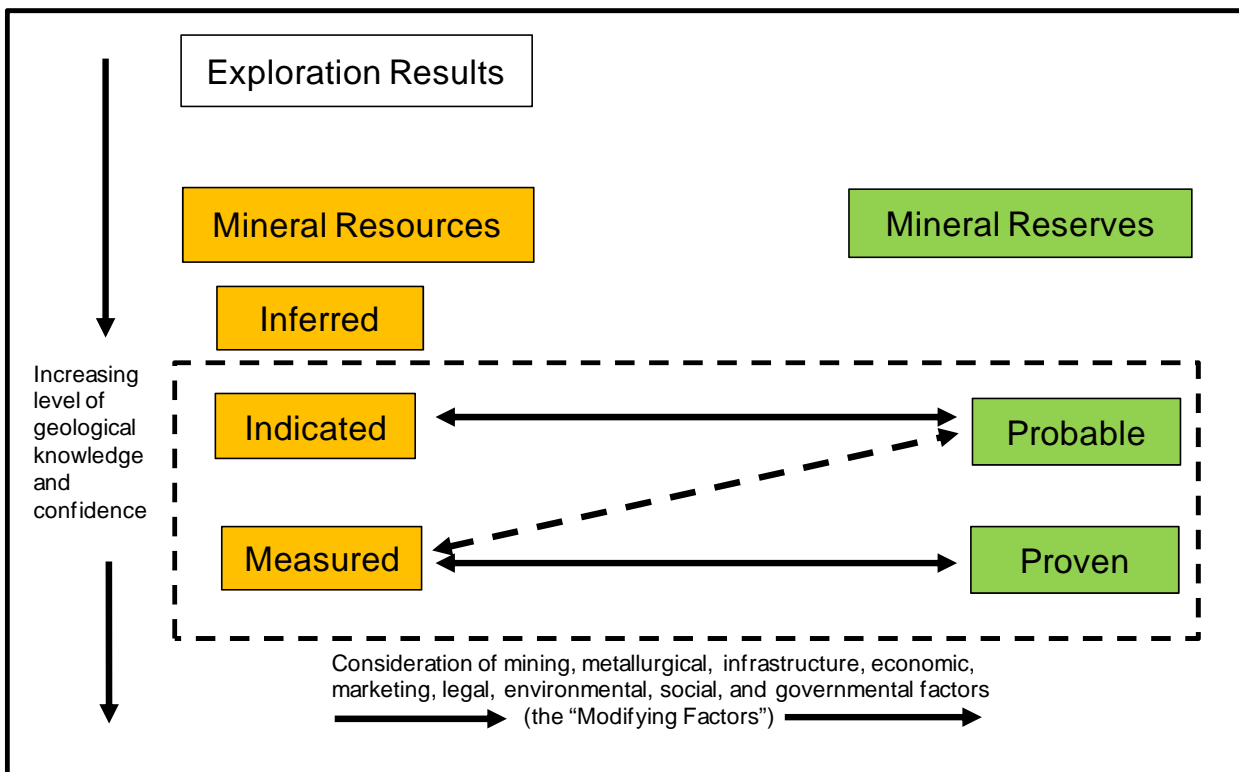 Exploration Results
Mineral Resources
Mineral Reserves
Inferred
Increasing
level of
geological
knowledge
and
confidence
Indicated
Probable
Measured
Proven
Consideration of mining, metallurgical, infrastructure, economic,
marketing, legal, environmental, social, and governmental factors
(the “Modifying Factors”)